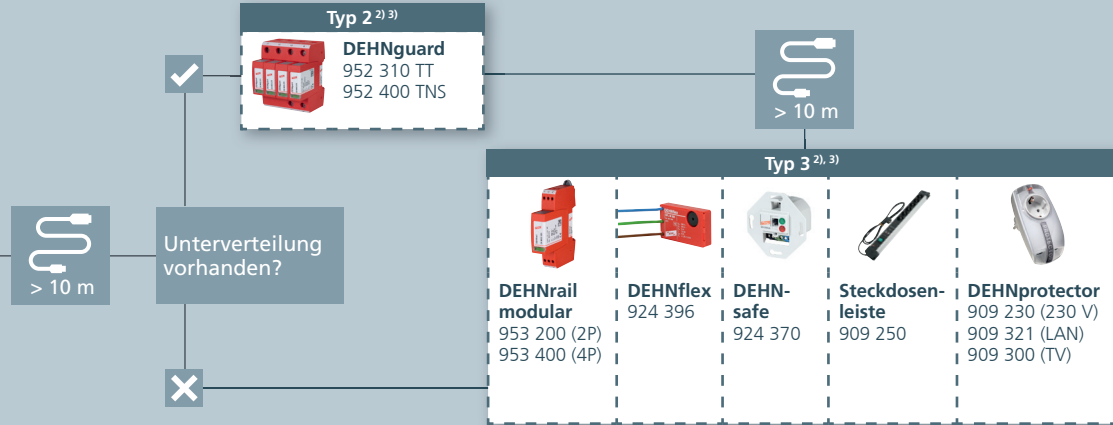 Typ 2 2) 3)
DEHNguard
952 310 TT
952 400 TNS
> 10 m
Typ 3 2), 3)
> 10 m
Unterverteilung
vorhanden?
DEHNrail
modular
953 200 (2P)
953 400 (4P)
DEHNflex
924 396
DEHN-
safe
924 370
Steckdosen-
leiste
909 250
DEHNprotector
909 230 (230 V)
909 321 (LAN)
909 300 (TV)